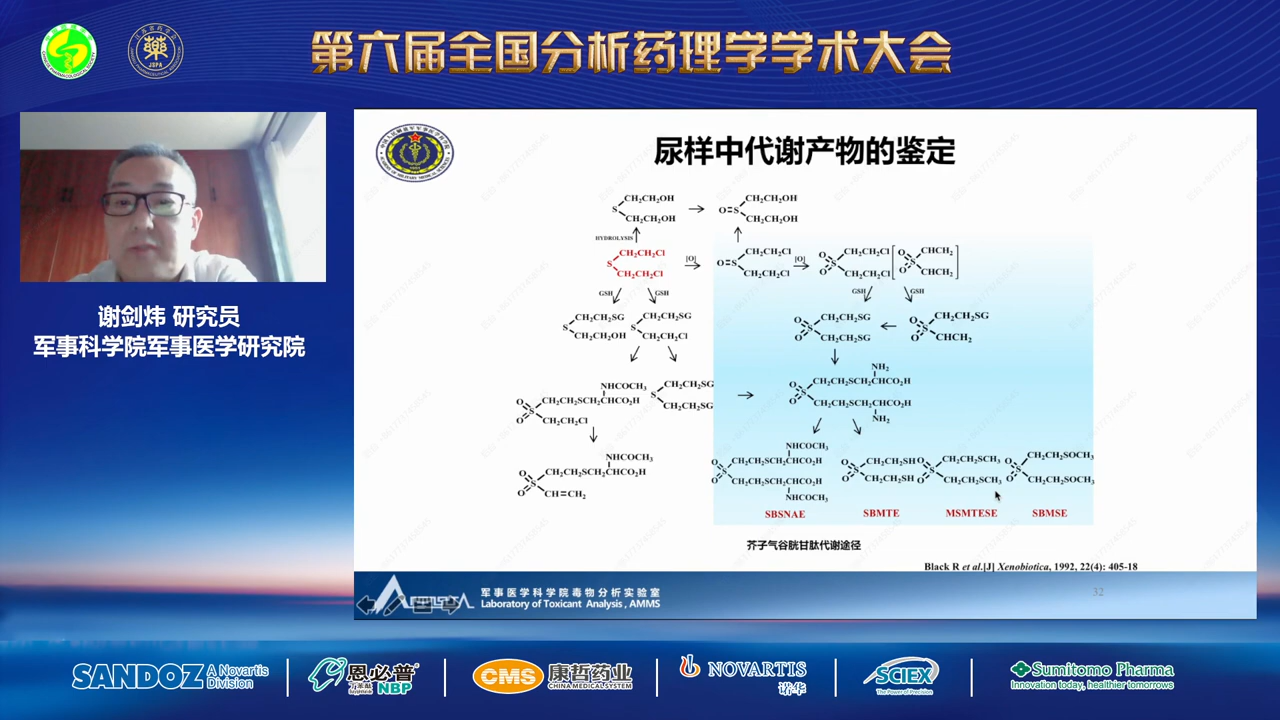 第六届全国分析药理学学术大会
JSPA
谢剑炜 研究员
军事科学院军事医学研究院
尿样中代谢产物的鉴定
CH₂CH₂OH
S
CH₂CH₂OH
CH₂CH₂OH
O=S
CH₂CH₂OH
HYDROLYSIS
CH₂CH₂Cl
S
CH₂CH₂Cl
[O]
CH₂CH₂Cl
O=S
CH₂CH₂Cl
[O]
CH₂CH₂Cl
O S O
CH₂CH₂Cl
CHCH₂
O S O
CHCH₂
GSH
GSH
GSH
GSH
CH₂CH₂SG
S
CH₂CH₂OH
CH₂CH₂SG
S
CH₂CH₂Cl
CH₂CH₂SG
O S O
CH₂CH₂SG
CH₂CH₂SG
O S O
CHCH₂
NHCOCH₃
CH₂CH₂SCH₂CHCO₂H
O S O
CH₂CH₂Cl
CH₂CH₂SG
S
CH₂CH₂SG
NH₂
CH₂CH₂SCH₂CHCO₂H
O S O
CH₂CH₂SCH₂CHCO₂H
NH₂
NHCOCH₃
CH₂CH₂SCH₂CHCO₂H
O S O
CH=CH₂
NHCOCH₃
CH₂CH₂SCH₂CHCO₂H
O S O
CH₂CH₂SCH₂CHCO₂H
NHCOCH₃
CH₂CH₂SH
O S O
CH₂CH₂SH
CH₂CH₂SCH₃
O S O
CH₂CH₂SCH₃
CH₂CH₂SOCH₃
O S O
CH₂CH₂SOCH₃
SBSNAE SBMTE MSMTESE SBMSE
芥子气谷胱甘肽代谢途径
Black R et al.[J] Xenobiotica, 1992, 22(4): 405-18
军事医学科学院毒物分析实验室
Laboratory of Toxicant Analysis , AMMS
32
SANDOZ A Novartis Division
恩必普 NBP
CMS 康哲药业
CHINA MEDICAL SYSTEM
NOVARTIS
诺华
SCIEX
The Power of Precision
Sumitomo Pharma
Innovation today, healthier tomorrows